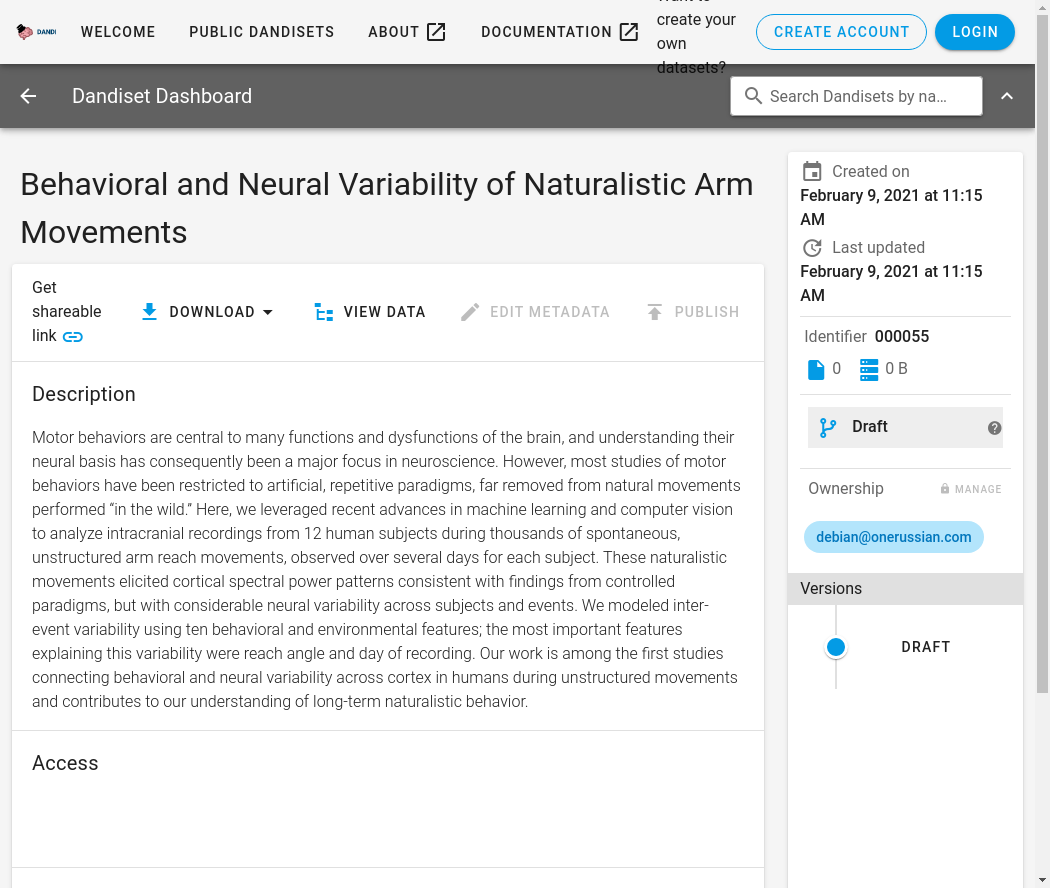 DANDI
WELCOME
PUBLIC DANDISETS
ABOUT
DOCUMENTATION
create your
own
datasets?
CREATE ACCOUNT
LOGIN
Dandiset Dashboard
Search Dandisets by na…
Behavioral and Neural Variability of Naturalistic Arm
Movements
Get
shareable
link
DOWNLOAD
VIEW DATA
EDIT METADATA
PUBLISH
Description
Motor behaviors are central to many functions and dysfunctions of the brain, and understanding their
neural basis has consequently been a major focus in neuroscience. However, most studies of motor
behaviors have been restricted to artificial, repetitive paradigms, far removed from natural movements
performed “in the wild.” Here, we leveraged recent advances in machine learning and computer vision
to analyze intracranial recordings from 12 human subjects during thousands of spontaneous,
unstructured arm reach movements, observed over several days for each subject. These naturalistic
movements elicited cortical spectral power patterns consistent with findings from controlled
paradigms, but with considerable neural variability across subjects and events. We modeled inter-
event variability using ten behavioral and environmental features; the most important features
explaining this variability were reach angle and day of recording. Our work is among the first studies
connecting behavioral and neural variability across cortex in humans during unstructured movements
and contributes to our understanding of long-term naturalistic behavior.
Access
Created on
February 9, 2021 at 11:15
AM
Last updated
February 9, 2021 at 11:15
AM
Identifier 000055
0
0 B
Draft
Ownership
MANAGE
debian@onerussian.com
Versions
DRAFT